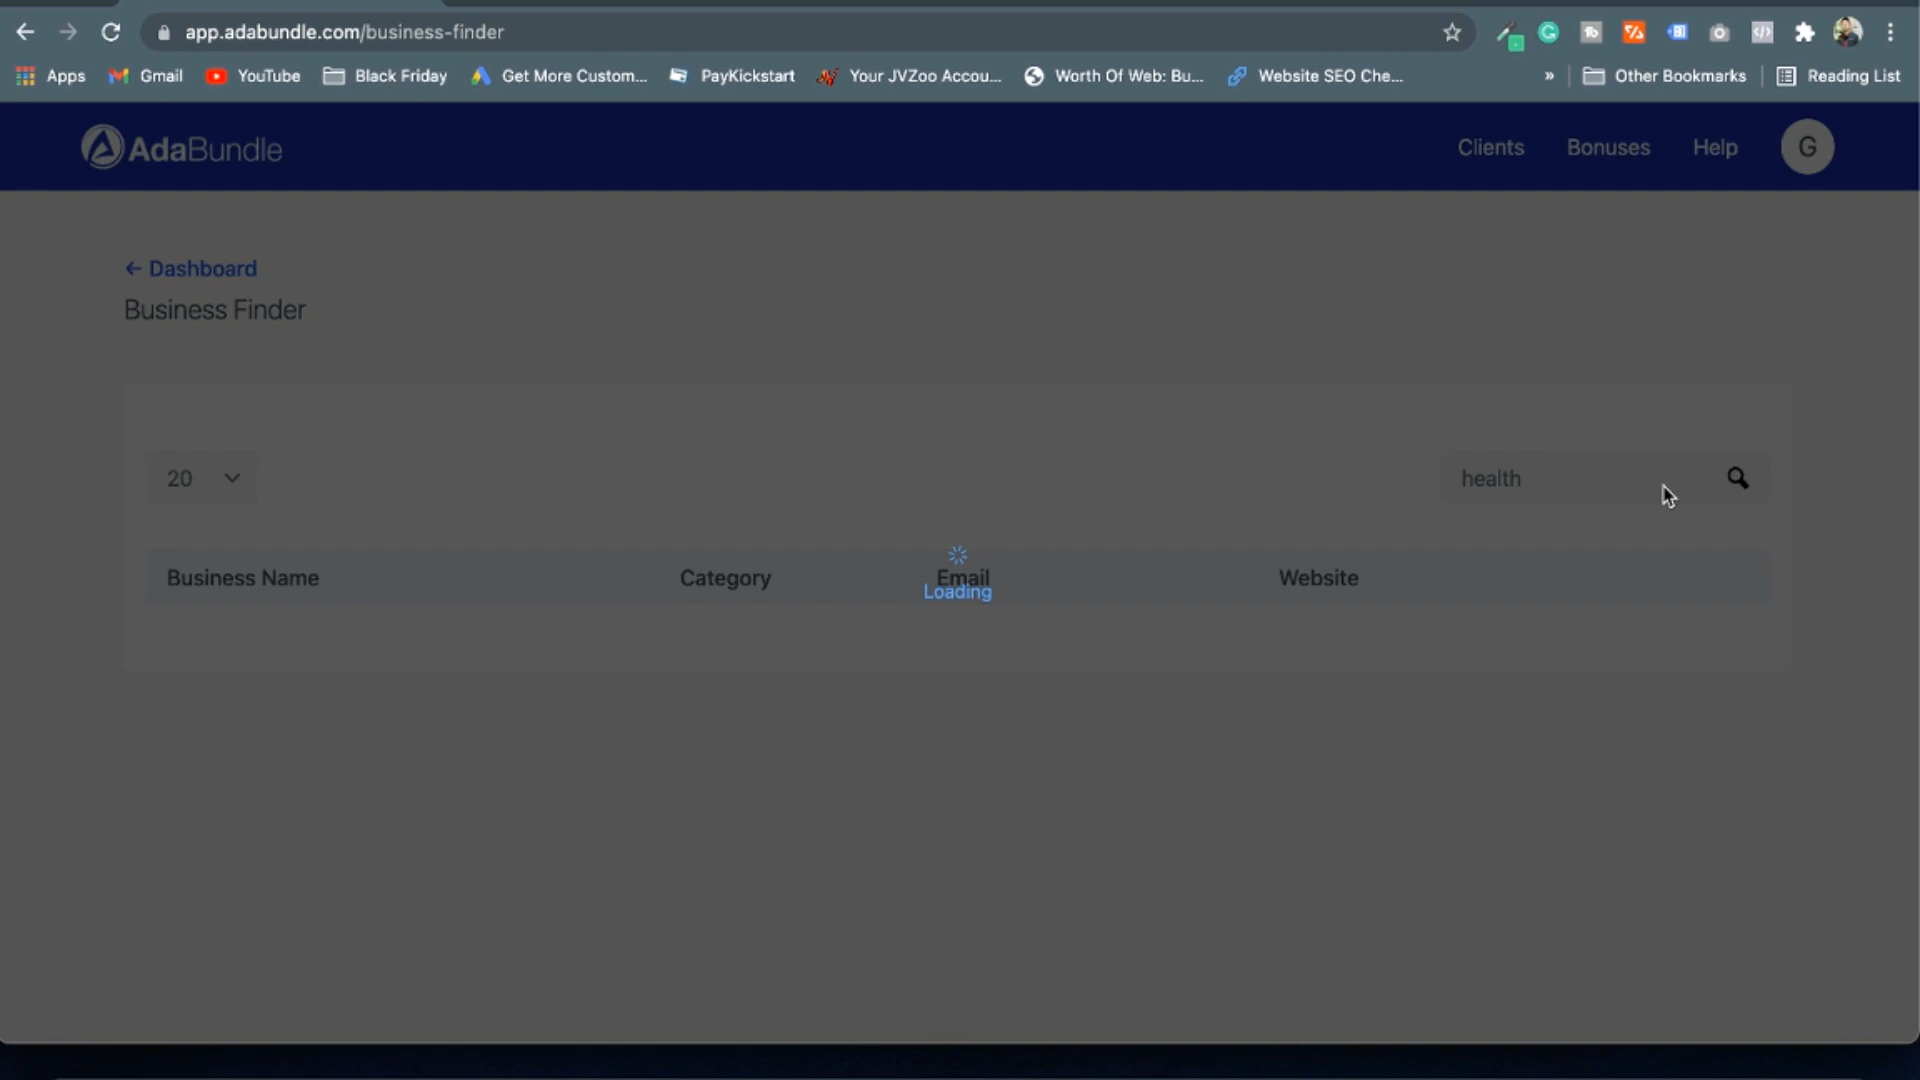 app.adabundle.com/business-finder
Apps
Gmail
YouTube
Black Friday
Get More Custom...
PayKickstart
Your JVZoo Accou...
Worth Of Web: Bu...
Website SEO Che...
»
Other Bookmarks
Reading List
AdaBundle
Clients
Bonuses
Help
G
← Dashboard
Business Finder
20
health
Business Name
Category
Email
Website
Loading